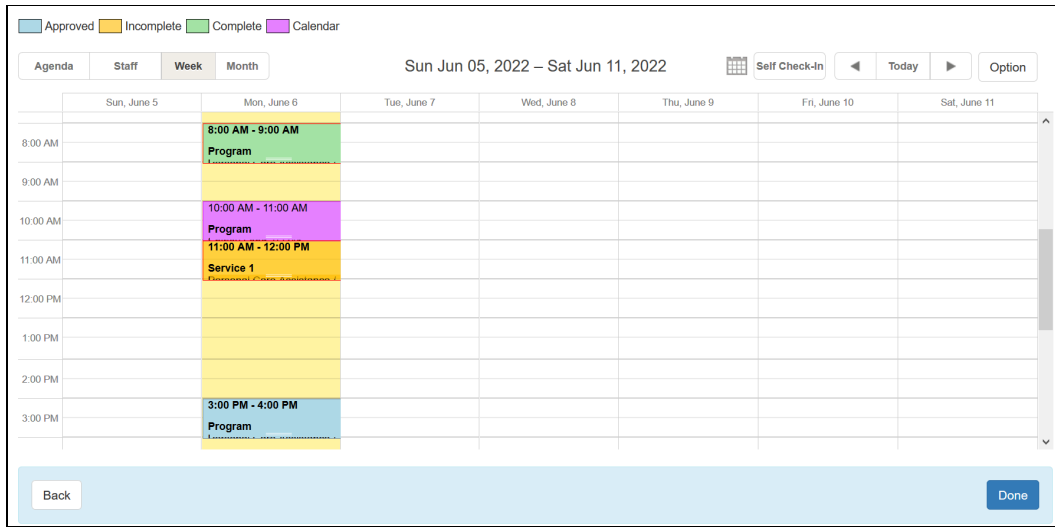 Approved Incomplete Complete Calendar
Agenda Staff Week Month Sun Jun 05, 2022 – Sat Jun 11, 2022 Self Check-In Today Option
Sun, June 5 Mon, June 6 Tue, June 7 Wed, June 8 Thu, June 9 Fri, June 10 Sat, June 11
8:00 AM - 9:00 AM
8:00 AM
Program
9:00 AM
10:00 AM - 11:00 AM
10:00 AM
Program
11:00 AM - 12:00 PM
11:00 AM
Service 1
12:00 PM
1:00 PM
2:00 PM
3:00 PM - 4:00 PM
3:00 PM
Program
Back Done